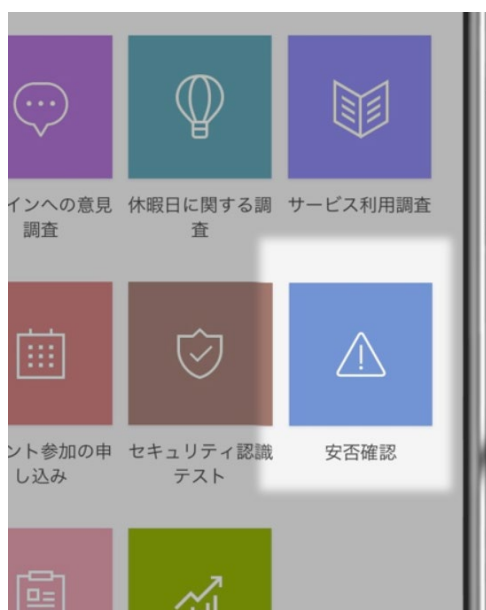 インへの意見
調査
休暇日に関する調
査
サービス利用調査
ント参加の申
し込み
セキュリティ認識
テスト
安否確認